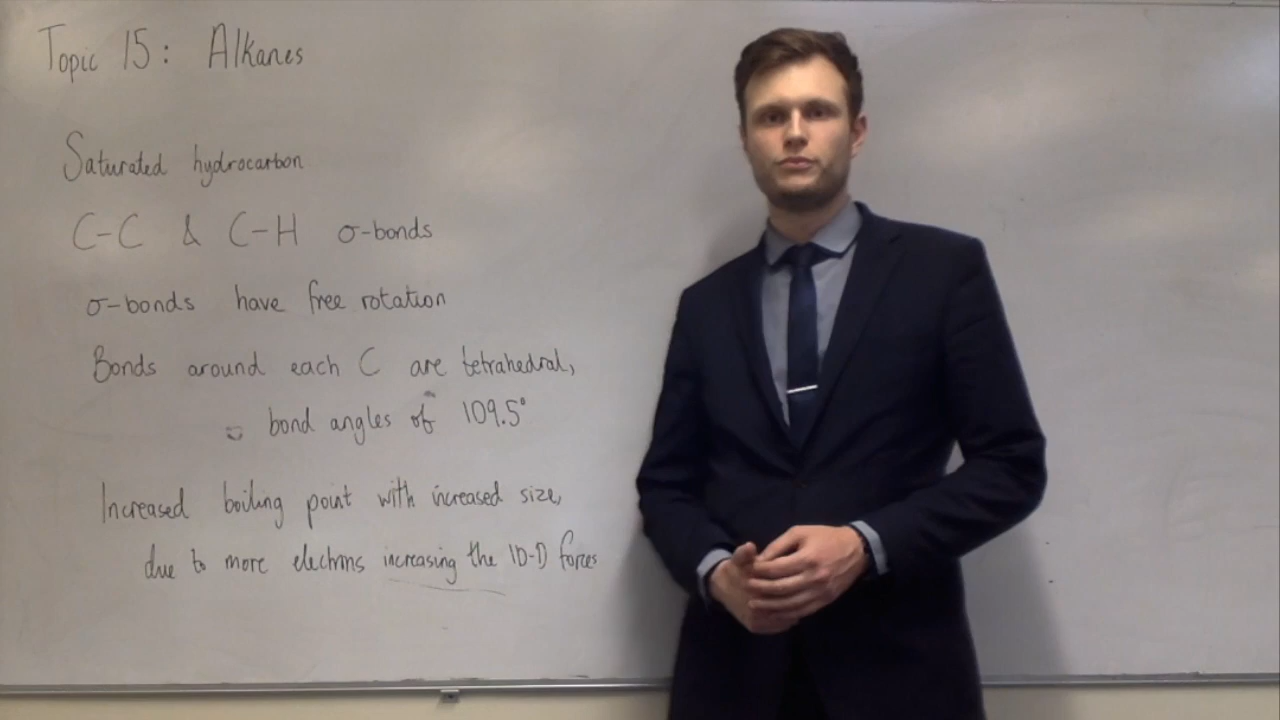 Topic 15: Alkanes
Saturated hydrocarbon
C-C & C-H σ-bonds
σ-bonds have free rotation
Bonds around each C are tetrahedral,
bond angles of 109.5°
Increased boiling point with increased size,
due to more electrons increasing the ID-D forces